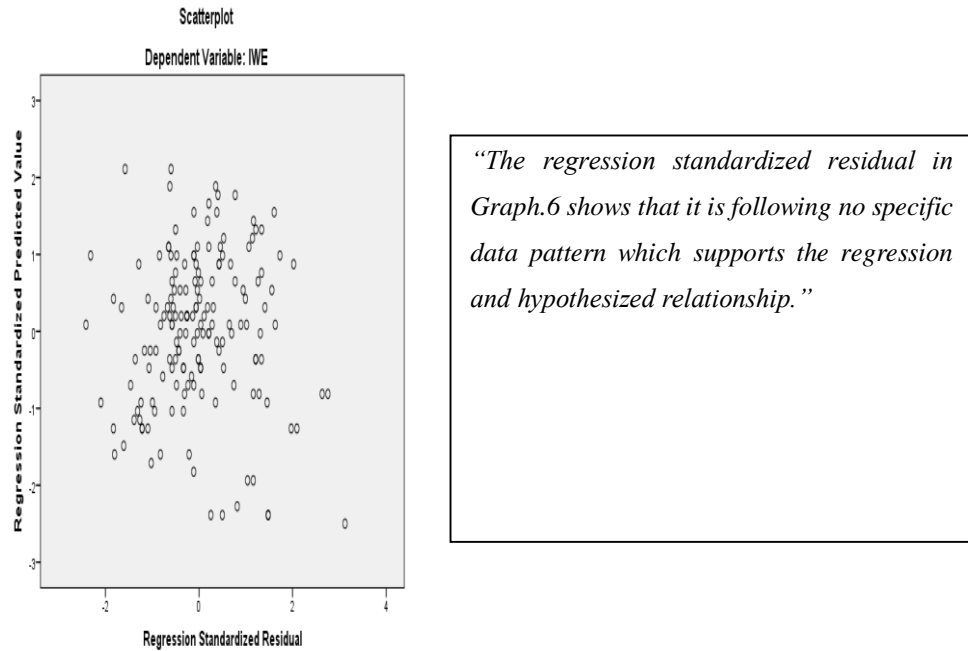 Scatterplot
Dependent Variable: IWE
Regression Standardized Predicted Value
3
2
1
0
-1
-2
-3
-2
0
2
4
Regression Standardized Residual
“The regression standardized residual in
Graph.6 shows that it is following no specific
data pattern which supports the regression
and hypothesized relationship.”